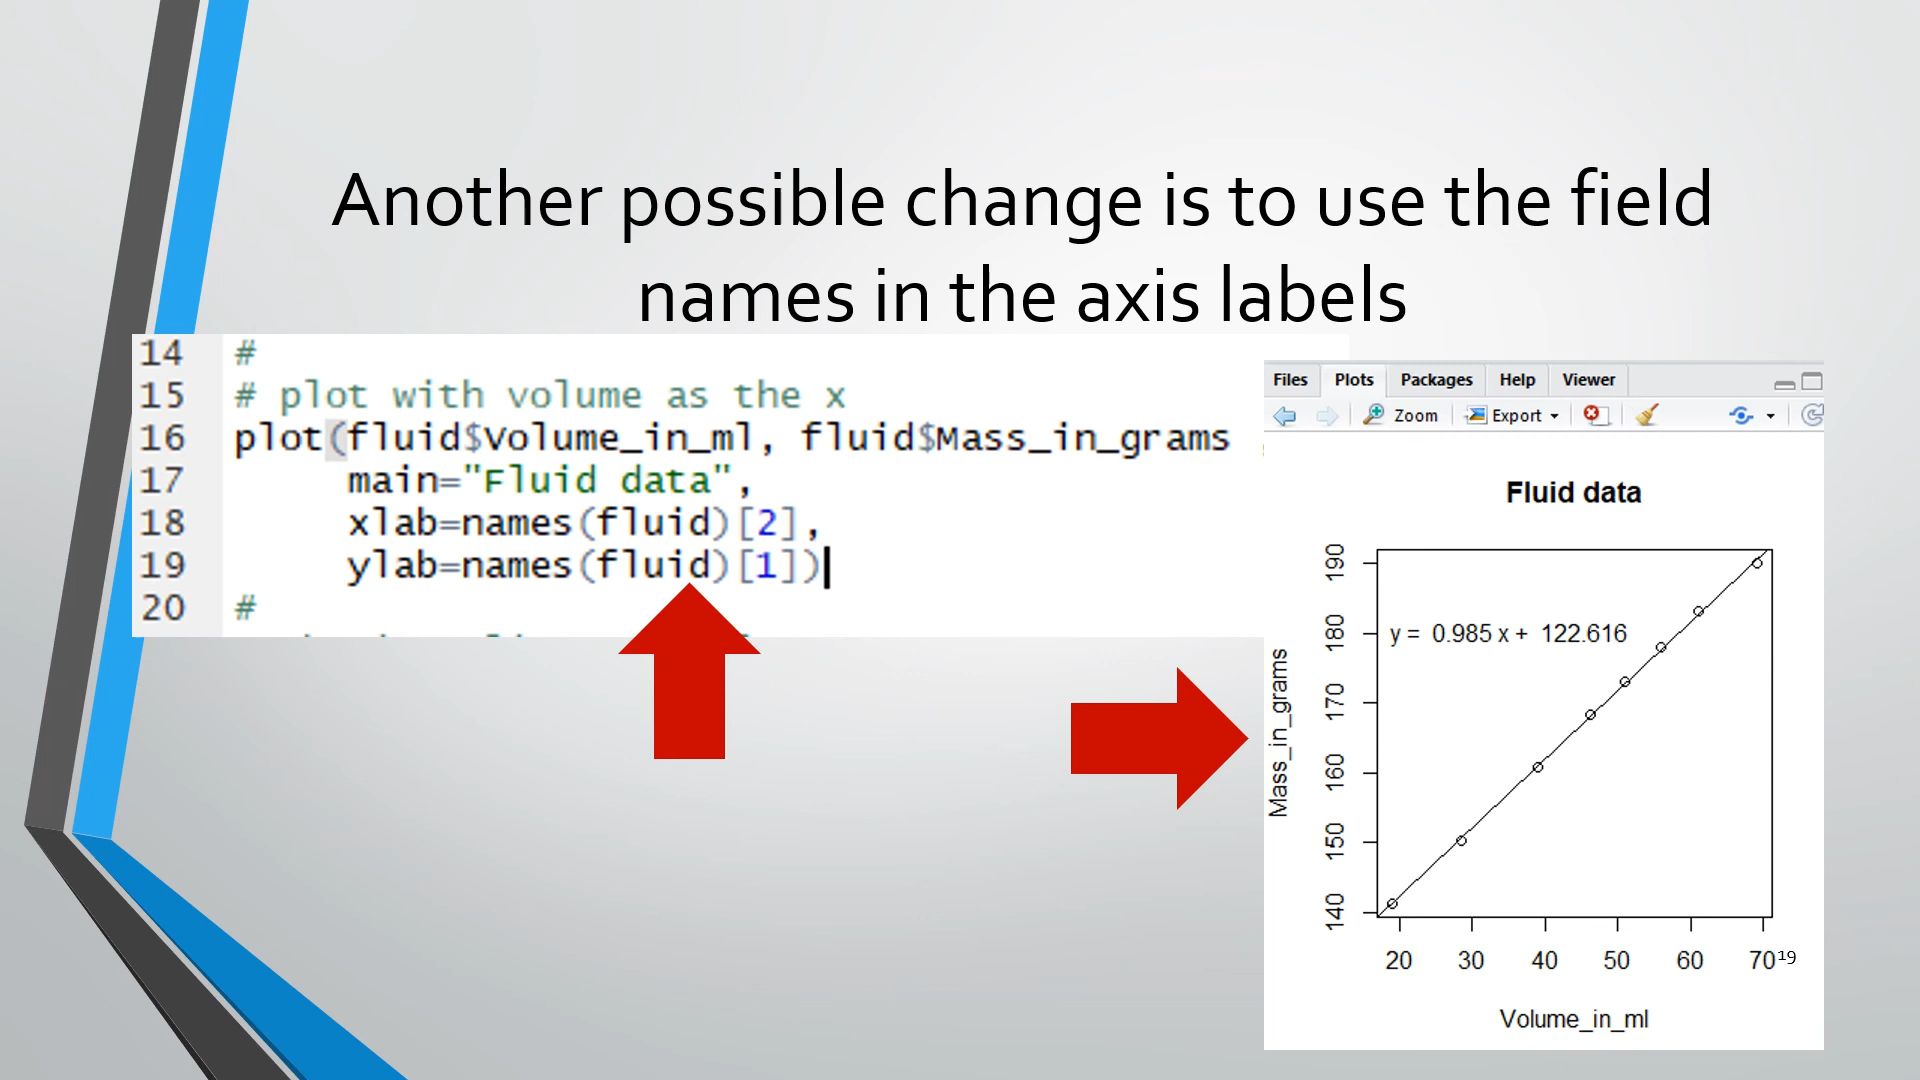 Another possible change is to use the field
names in the axis labels
14 #
15 # plot with volume as the x
16 plot(fluid$Volume_in_ml, fluid$Mass_in_grams
17 main="Fluid data",
18 xlab=names(fluid)[2],
19 ylab=names(fluid)[1])
20 #
Files Plots Packages Help Viewer
Zoom Export
Fluid data
190
180
170
160
150
140
y = 0.985 x + 122.616
Mass_in_grams
20 30 40 50 60 70
Volume_in_ml
19